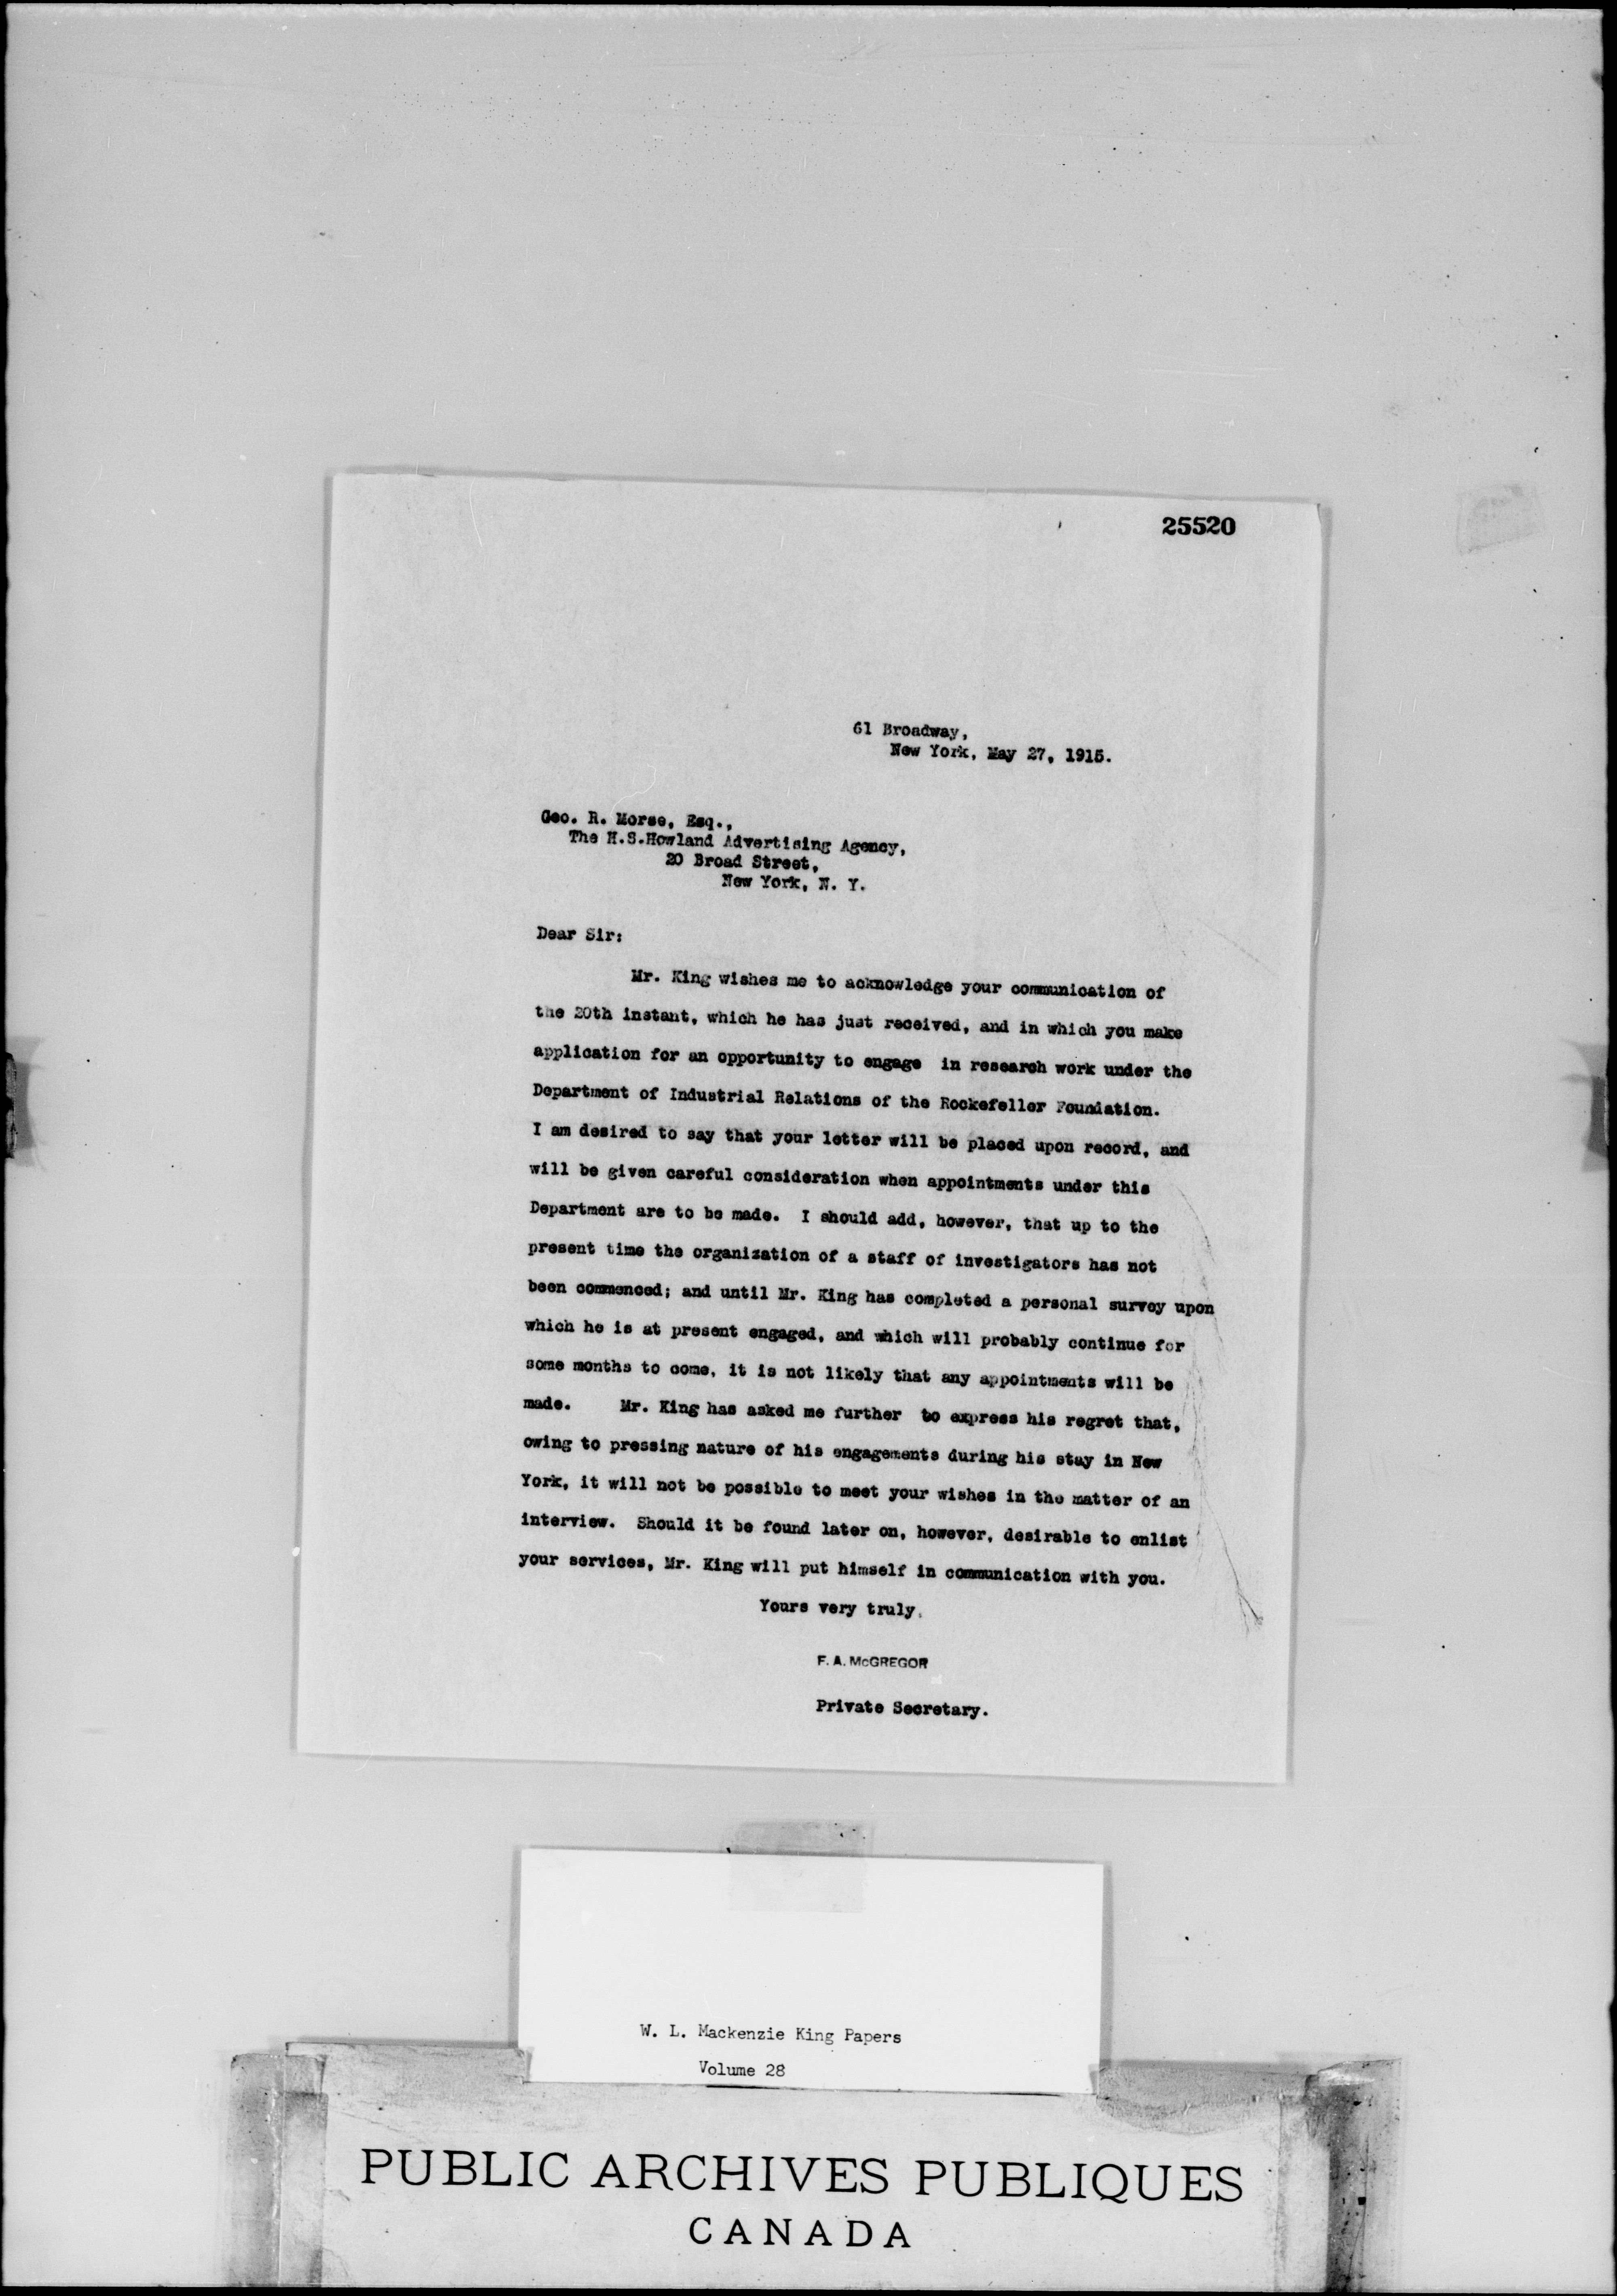 25520
61 Broadway,
New York, May 27, 1915.
Geo. R. Morse, Esq.,
The H.S.Howland Advertising Agency,
20 Broad Street,
New York, N. Y.
Dear Sir:
Mr. King wishes me to acknowledge your communication of
the 20th instant, which he has just received, and in which you make
application for an opportunity to engage in research work under the
Department of Industrial Relations of the Rockefeller Foundation.
I am desired to say that your letter will be placed upon record, and
will be given careful consideration when appointments under this
Department are to be made. I should add, however, that up to the
present time the organization of a staff of investigators has not
been commenced; and until Mr. King has completed a personal survey upon
which he is at present engaged, and which will probably continue for
some months to come, it is not likely that any appointments will be
made. Mr. King has asked me further to express his regret that,
owing to pressing nature of his engagements during his stay in New
York, it will not be possible to meet your wishes in the matter of an
interview. Should it be found later on, however, desirable to enlist
your services, Mr. King will put himself in communication with you.
Yours very truly,
F. A. McGREGOR
Private Secretary.
W. L. Mackenzie King Papers
Volume 28
PUBLIC ARCHIVES PUBLIQUES
CANADA